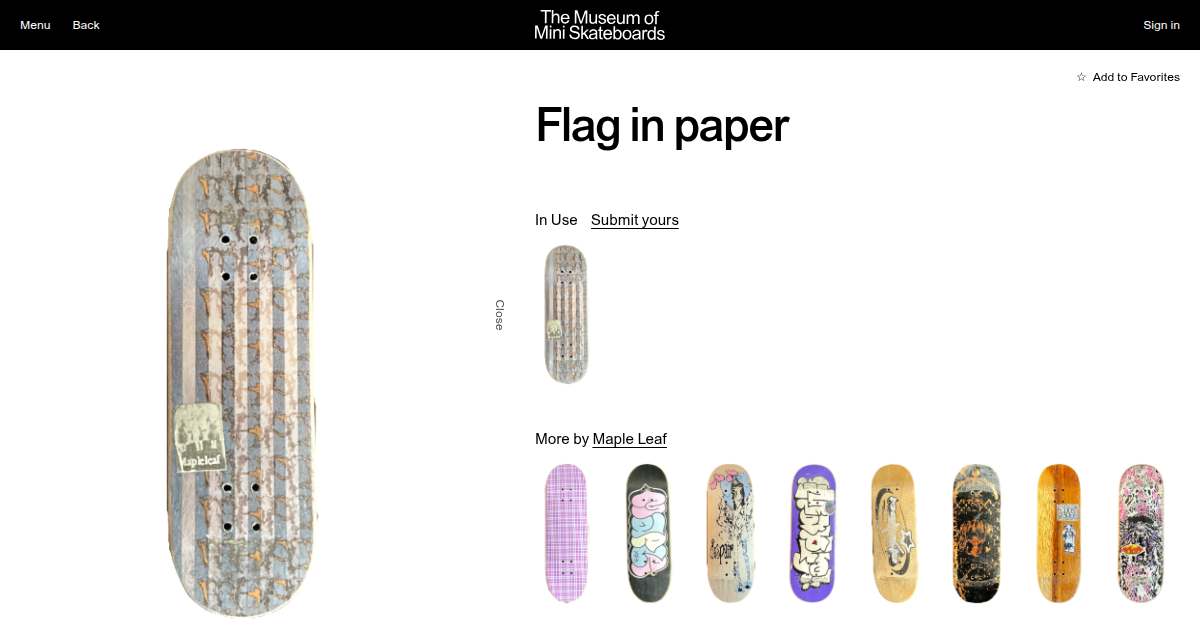 Menu
Back
The Museum of
Mini Skateboards
Sign in
☆ Add to Favorites
Flag in paper
In Use
Submit yours
Close
More by Maple Leaf